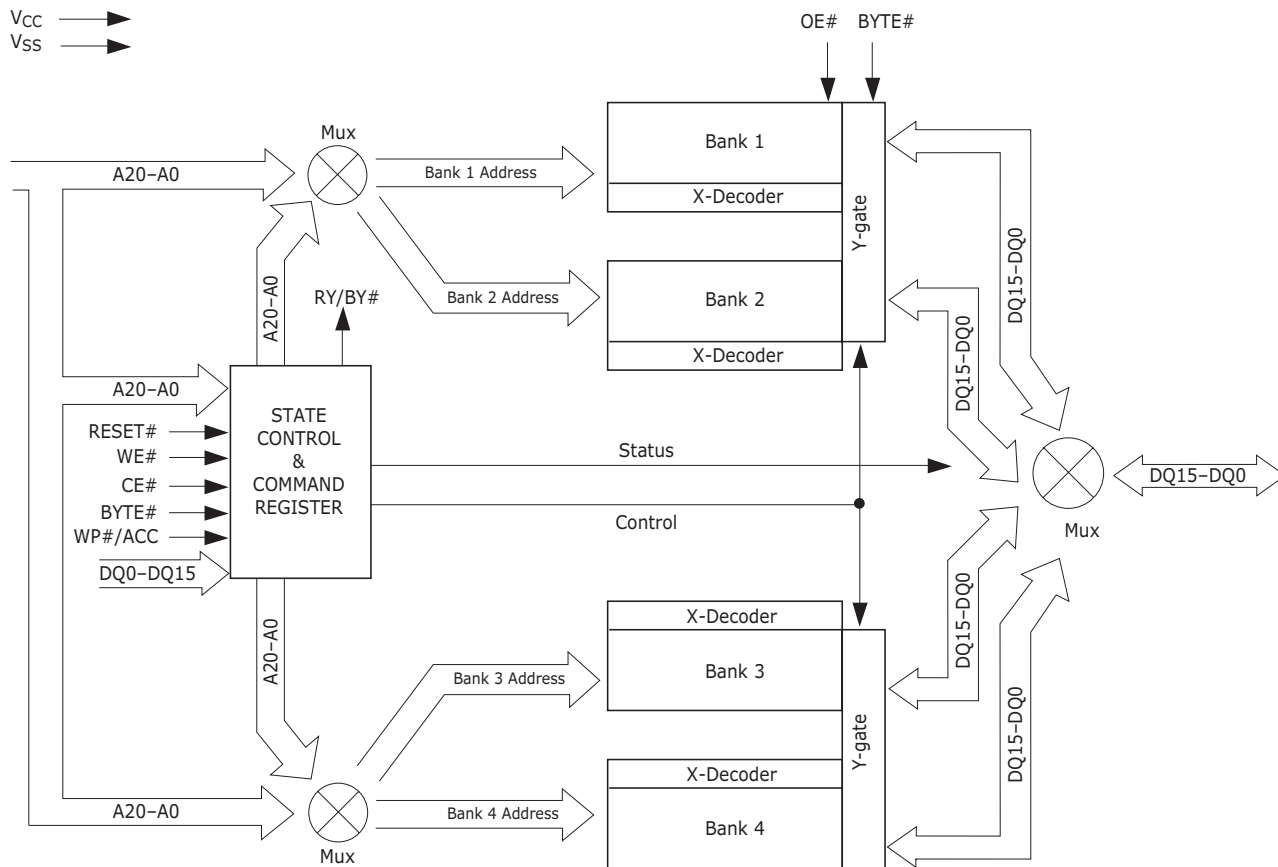 VCC
VSS
OE# BYTE#
Mux
Bank 1
A20–A0
Bank 1 Address
X-Decoder
Y-gate
DQ15–DQ0
A20–A0
RY/BY#
Bank 2 Address
Bank 2
X-Decoder
DQ15–DQ0
A20–A0
RESET#
WE#
CE#
BYTE#
WP#/ACC
DQ0–DQ15
STATE
CONTROL
&
COMMAND
REGISTER
Status
Control
DQ15–DQ0
Mux
A20–A0
X-Decoder
Bank 3 Address
Bank 3
DQ15–DQ0
Y-gate
DQ15–DQ0
X-Decoder
A20–A0
Bank 4 Address
Bank 4
Mux